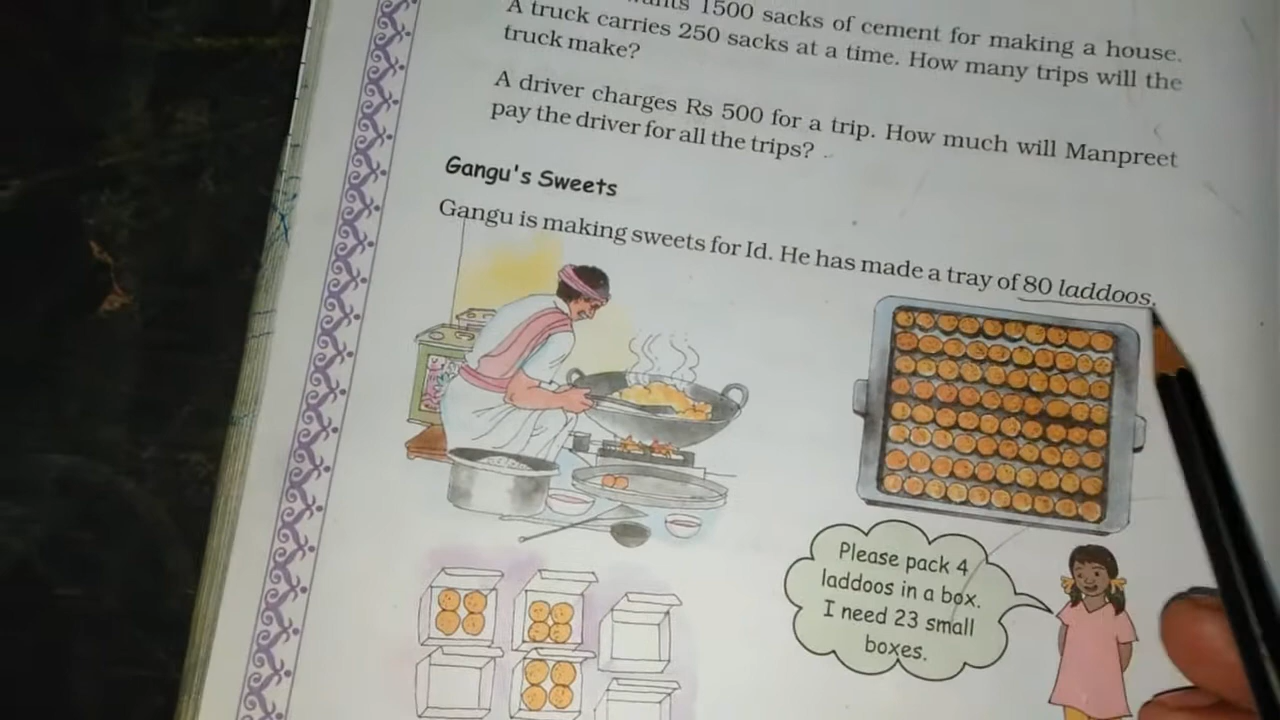 1500 sacks of cement for making a house.
A truck carries 250 sacks at a time. How many trips will the
truck make?
A driver charges Rs 500 for a trip. How much will Manpreet
pay the driver for all the trips?
Gangu's Sweets
Gangu is making sweets for Id. He has made a tray of 80 laddoos.
Please pack 4
laddoos in a box.
I need 23 small
boxes.